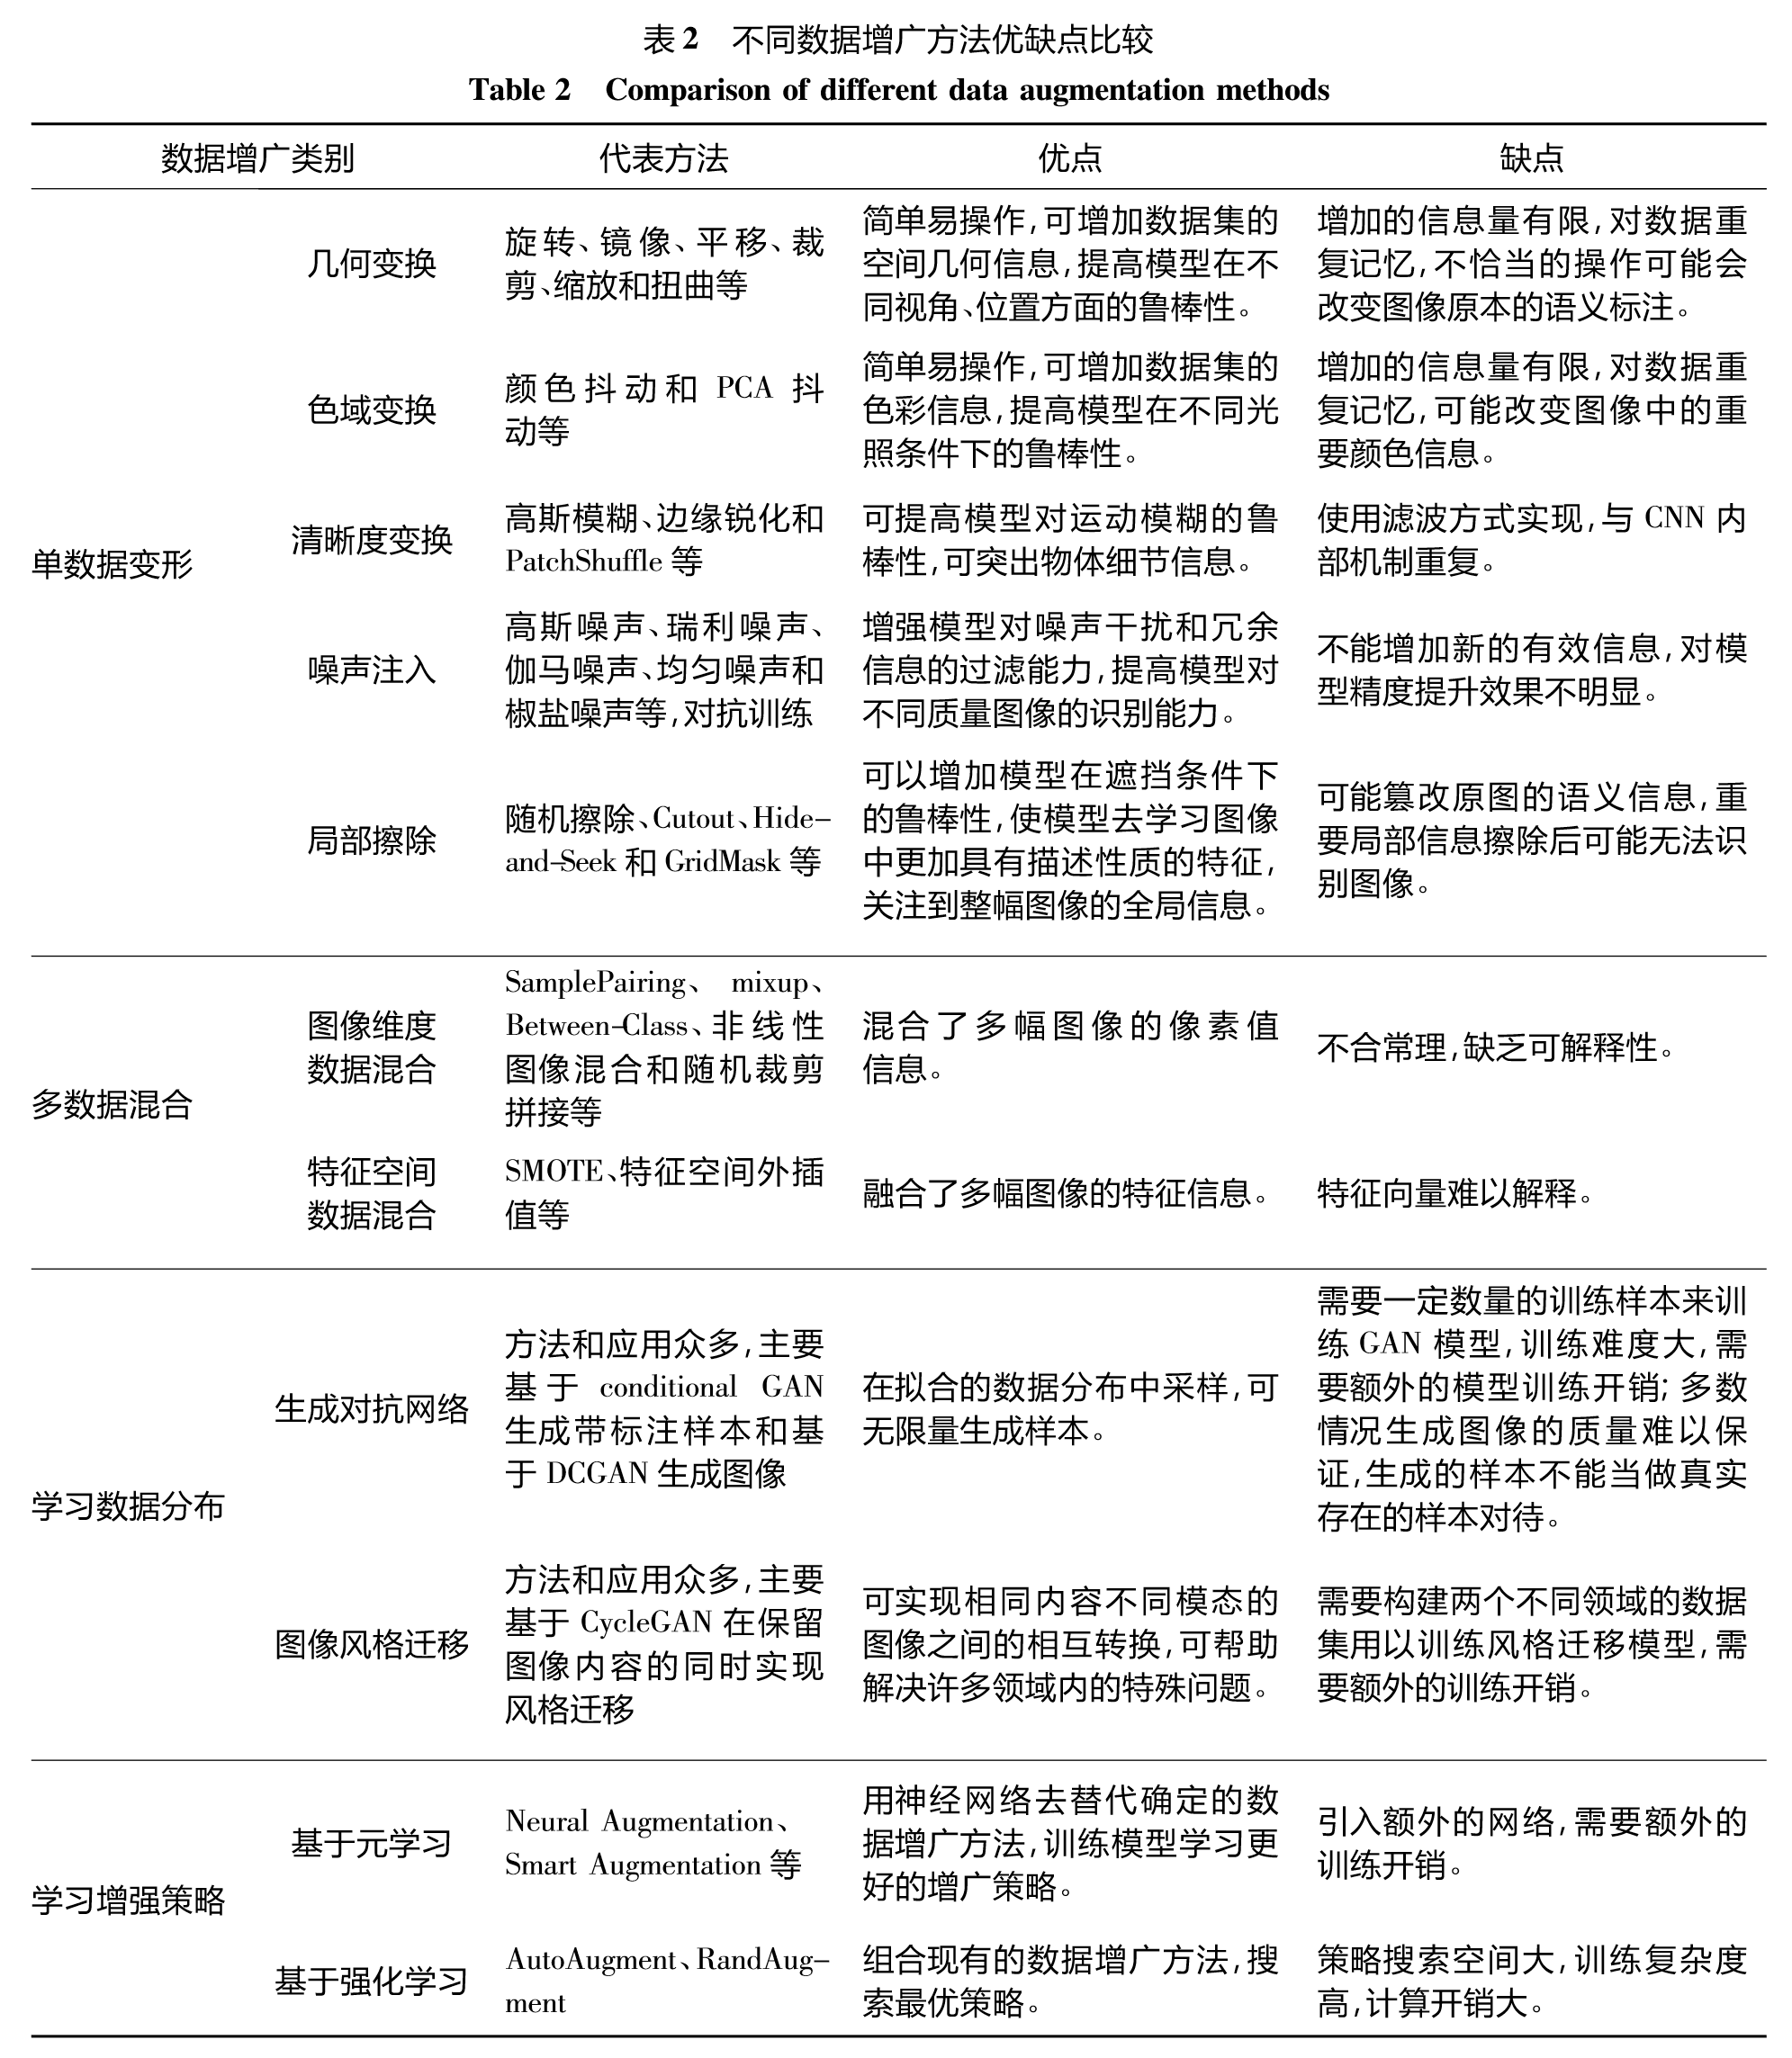 表2 不同数据增广方法优缺点比较
Table 2 Comparison of different data augmentation methods
数据增广类别 代表方法 优点 缺点
单数据变形
几何变换
旋转、镜像、平移、裁
剪、缩放和扭曲等
简单易操作,可增加数据集的
空间几何信息,提高模型在不
同视角、位置方面的鲁棒性。
增加的信息量有限,对数据重
复记忆,不恰当的操作可能会
改变图像原本的语义标注。
色域变换
颜色抖动和 PCA 抖
动等
简单易操作,可增加数据集的
色彩信息,提高模型在不同光
照条件下的鲁棒性。
增加的信息量有限,对数据重
复记忆,可能改变图像中的重
要颜色信息。
清晰度变换
高斯模糊、边缘锐化和
PatchShuffle 等
可提高模型对运动模糊的鲁
棒性,可突出物体细节信息。
使用滤波方式实现,与 CNN 内
部机制重复。
噪声注入
高斯噪声、瑞利噪声、
伽马噪声、均匀噪声和
椒盐噪声等,对抗训练
增强模型对噪声干扰和冗余
信息的过滤能力,提高模型对
不同质量图像的识别能力。
不能增加新的有效信息,对模
型精度提升效果不明显。
局部擦除
随机擦除、Cutout、Hide-
and-Seek 和 GridMask 等
可以增加模型在遮挡条件下
的鲁棒性,使模型去学习图像
中更加具有描述性质的特征,
关注到整幅图像的全局信息。
可能篡改原图的语义信息,重
要局部信息擦除后可能无法识
别图像。
多数据混合
图像维度
数据混合
SamplePairing、 mixup、
Between-Class、非线性
图像混合和随机裁剪
拼接等
混合了多幅图像的像素值
信息。
不合常理,缺乏可解释性。
特征空间
数据混合
SMOTE、特征空间外插
值等
融合了多幅图像的特征信息。
特征向量难以解释。
学习数据分布
生成对抗网络
方法和应用众多,主要
基于 conditional GAN
生成带标注样本和基
于 DCGAN 生成图像
在拟合的数据分布中采样,可
无限量生成样本。
需要一定数量的训练样本来训
练 GAN 模型,训练难度大,需
要额外的模型训练开销;多数
情况生成图像的质量难以保
证,生成的样本不能当做真实
存在的样本对待。
图像风格迁移
方法和应用众多,主要
基于 CycleGAN 在保留
图像内容的同时实现
风格迁移
可实现相同内容不同模态的
图像之间的相互转换,可帮助
解决许多领域内的特殊问题。
需要构建两个不同领域的数据
集用以训练风格迁移模型,需
要额外的训练开销。
学习增强策略
基于元学习
Neural Augmentation、
Smart Augmentation 等
用神经网络去替代确定的数
据增广方法,训练模型学习更
好的增广策略。
引入额外的网络,需要额外的
训练开销。
基于强化学习
AutoAugment、RandAug-
ment
组合现有的数据增广方法,搜
索最优策略。
策略搜索空间大,训练复杂度
高,计算开销大。